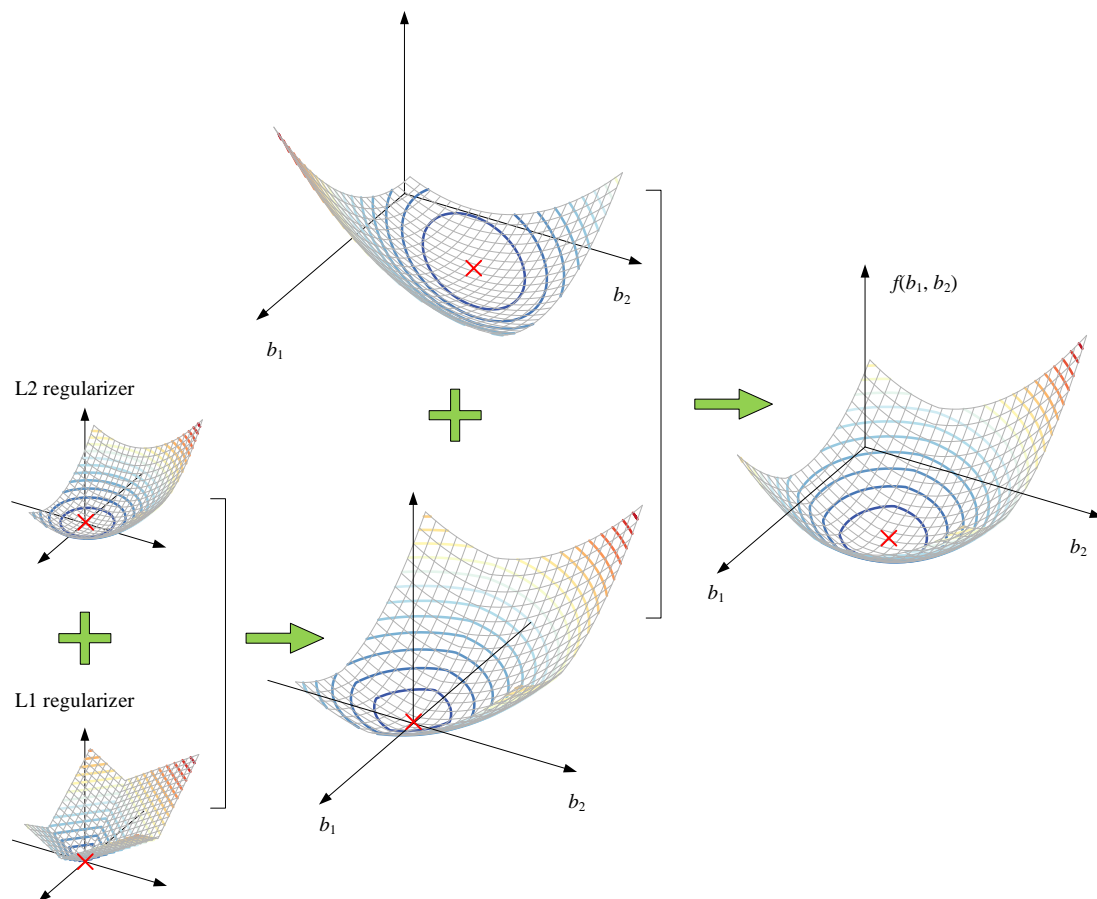 b₂
b₁
f(b₁, b₂)
L2 regularizer
b₂
b₁
L1 regularizer
b₂
b₁